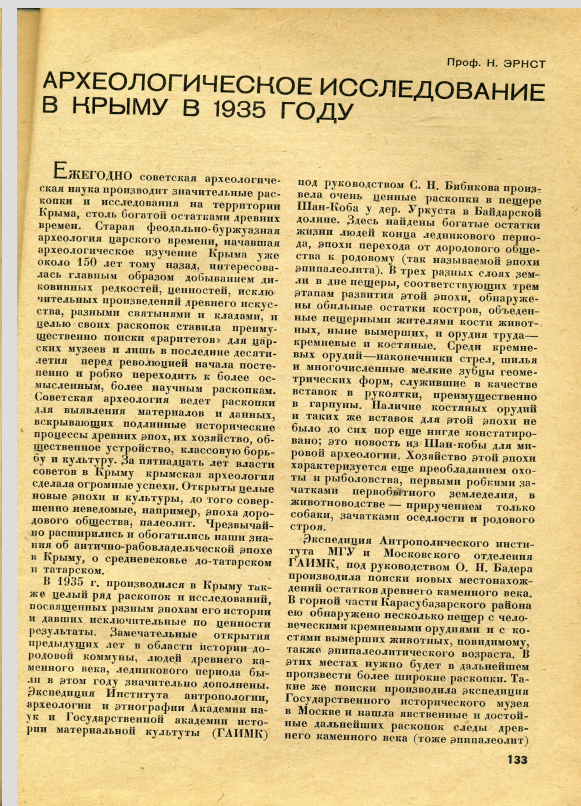 Проф. Н. ЭРНСТ
АРХЕОЛОГИЧЕСКОЕ ИССЛЕДОВАНИЕ
В КРЫМУ В 1935 ГОДУ
ЕЖЕГОДНО советская археологиче-
ская наука производит значительные рас-
копки и исследования на территории
Крыма, столь богатой остатками древних
времен. Старая феодально-буржуазная
археология царского времени, начавшая
археологическое изучение Крыма уже
около 150 лет тому назад, интересова-
лась главным образом добыванием ди-
ковинных редкостей, ценностей, исклю-
чительных произведений древнего искус-
ства, разными святынями и кладами, и
целью своих раскопок ставила преиму-
щественно поиски «раритетов» для цар-
ских музеев и лишь в последние десяти-
летия перед революцией начала посте-
пенно и робко переходить к более ос-
мысленным, более научным раскопкам.
Советская археология ведет раскопки
для выявления материалов и данных,
вскрывающих подлинные исторические
процессы древних эпох, их хозяйство, об-
щественное устройство, классовую борь-
бу и культуру. За пятнадцать лет власти
советов в Крыму крымская археология
сделала огромные успехи. Открыты целые
новые эпохи и культуры, до того совер-
шенно неведомые, например, эпоха доро-
дового общества, палеолит. Чрезвычай-
но расширились и обогатились наши зна-
ния об антично-рабовладельческой эпохе
в Крыму, о средневековье до-татарском
и татарском.
В 1935 г. производился в Крыму так-
же целый ряд раскопок и исследований,
посвященных разным эпохам его истории
и давших исключительные по ценности
результаты. Замечательные открытия
предыдущих лет в области истории до-
родовой коммуны, людей древнего ка-
менного века, ледникового периода бы-
ли в этом году значительно дополнены.
Экспедиция Института антропологии,
археологии и этнографии Академии на-
ук и Государственной академии исто-
рии материальной культуты (ГАИМК)
под руководством С. Н. Бибикова произ-
вела очень ценные раскопки в пещере
Шан-Коба у дер. Уркуста в Байдарской
долине. Здесь найдены богатые остатки
жизни людей конца ледникового перио-
да, эпохи перехода от дородового обще-
ства к родовому (так называемой эпохи
эпипалеолита). В трех разных слоях зем-
ли в дне пещеры, соответствующих трем
этапам развития этой эпохи, обнаруже-
ны обильные остатки костров, объеден-
ные пещерными жителями кости живот-
ных, ныне вымерших, и орудия труда—
кремневые и костяные. Среди кремне-
вых орудий—наконечники стрел, шилья
и многочисленные мелкие зубцы геоме-
трических форм, служившие в качестве
вставок в рукоятки, преимущественно
в гарпуны. Наличие костяных орудий
и таких же вставок для этой эпохи не
было до сих пор еще нигде констатиро-
вано; это новость из Шан-кобы для ми-
ровой археологии. Хозяйство этой эпохи
характеризуется еще преобладанием охо-
ты и рыболовства, первыми робкими за-
чатками первобытного земледелия, в
животноводстве — приручением только
собаки, зачатками оседлости и родового
строя.
Экспедиция Антропологического инсти-
тута МГУ и Московского отделения
ГАИМК, под руководством О. Н. Бадера
производила поиски новых местонахож-
дений остатков древнего каменного века.
В горной части Карасубазарского района
ею обнаружено несколько пещер с чело-
веческими кремневыми орудиями и с ко-
стями вымерших животных, повидимому,
также эпипалеолитического возраста. В
этих местах нужно будет в дальнейшем
произвести более широкие раскопки. Та-
кие же поиски производила экспедиция
Государственного исторического музея
в Москве и нашла явственные и достой-
ные дальнейших раскопок следы древ-
него каменного века (тоже эпипалеолит)
133